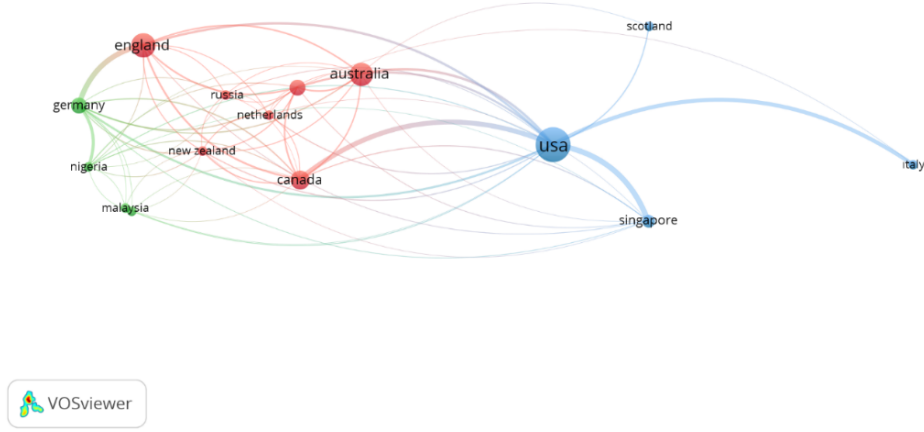 scotland
england
australia
russia
germany
netherlands
usa
new zealand
nigeria
italy
canada
malaysia
singapore
VOSviewer